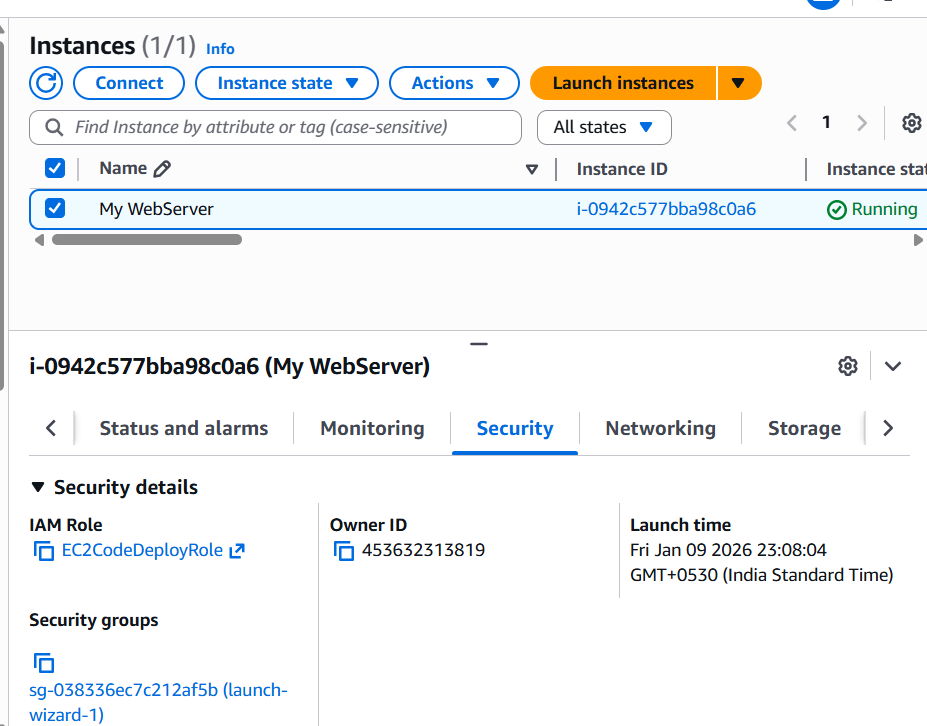 Instances (1/1) Info
Connect Instance state Actions Launch instances
Find Instance by attribute or tag (case-sensitive) All states 1
Name Instance ID Instance stat
My WebServer i-0942c577bba98c0a6 Running
i-0942c577bba98c0a6 (My WebServer)
Status and alarms Monitoring Security Networking Storage
Security details
IAM Role Owner ID Launch time
EC2CodeDeployRole 453632313819 Fri Jan 09 2026 23:08:04
GMT+0530 (India Standard Time)
Security groups
sg-038336ec7c212af5b (launch-
wizard-1)